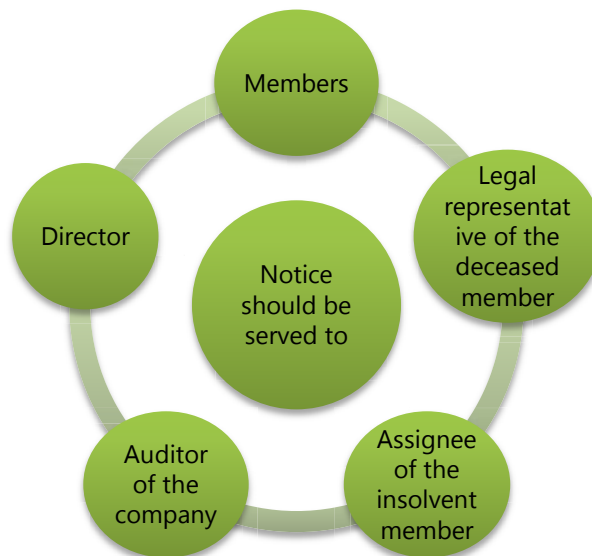 Members
Legal
representat
ive of the
deceased
member
Assignee
of the
insolvent
member
Auditor
of the
company
Director
Notice
should be
served to